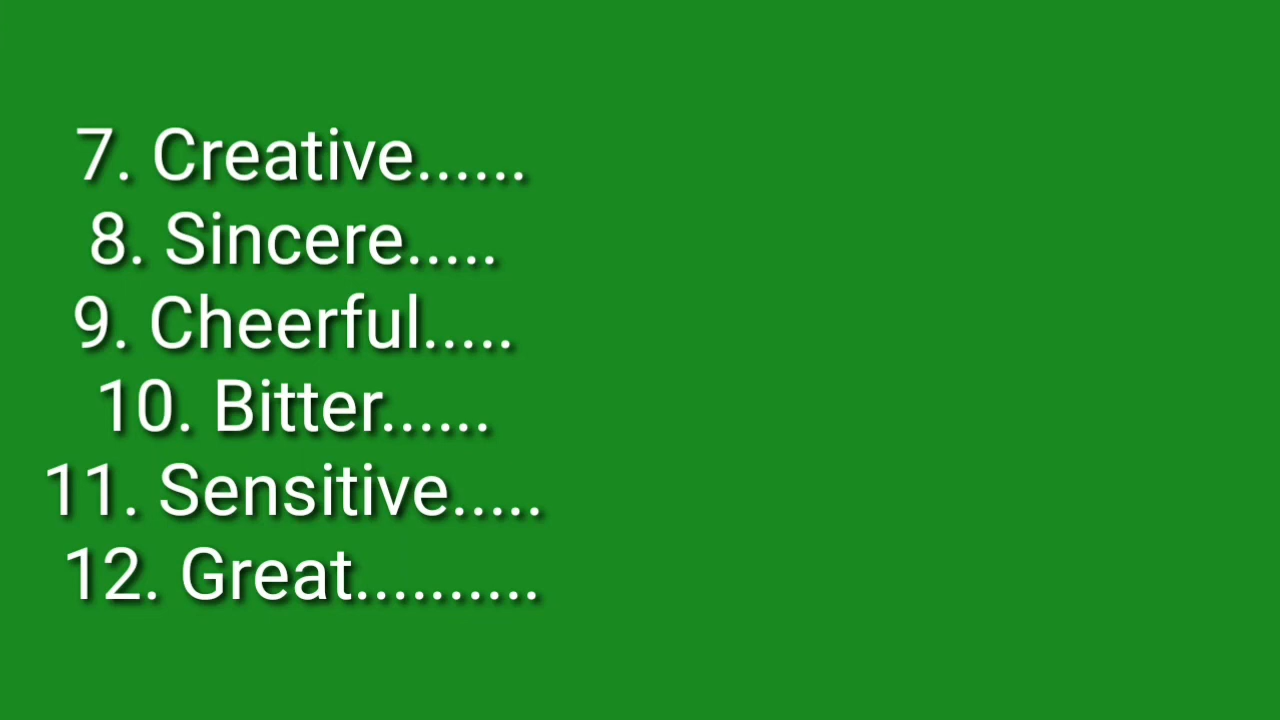 7. Creative......
8. Sincere.....
9. Cheerful.....
10. Bitter......
11. Sensitive.....
12. Great..........